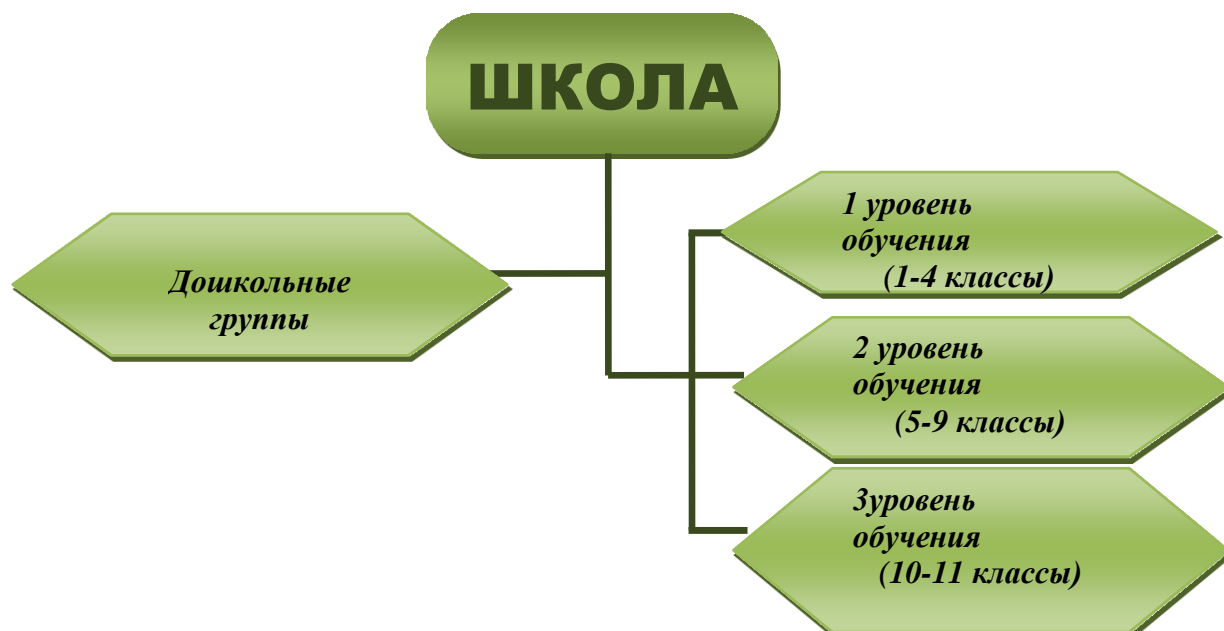 ШКОЛА
Дошкольные
группы
1 уровень
обучения
(1-4 классы)
2 уровень
обучения
(5-9 классы)
3уровень
обучения
(10-11 классы)